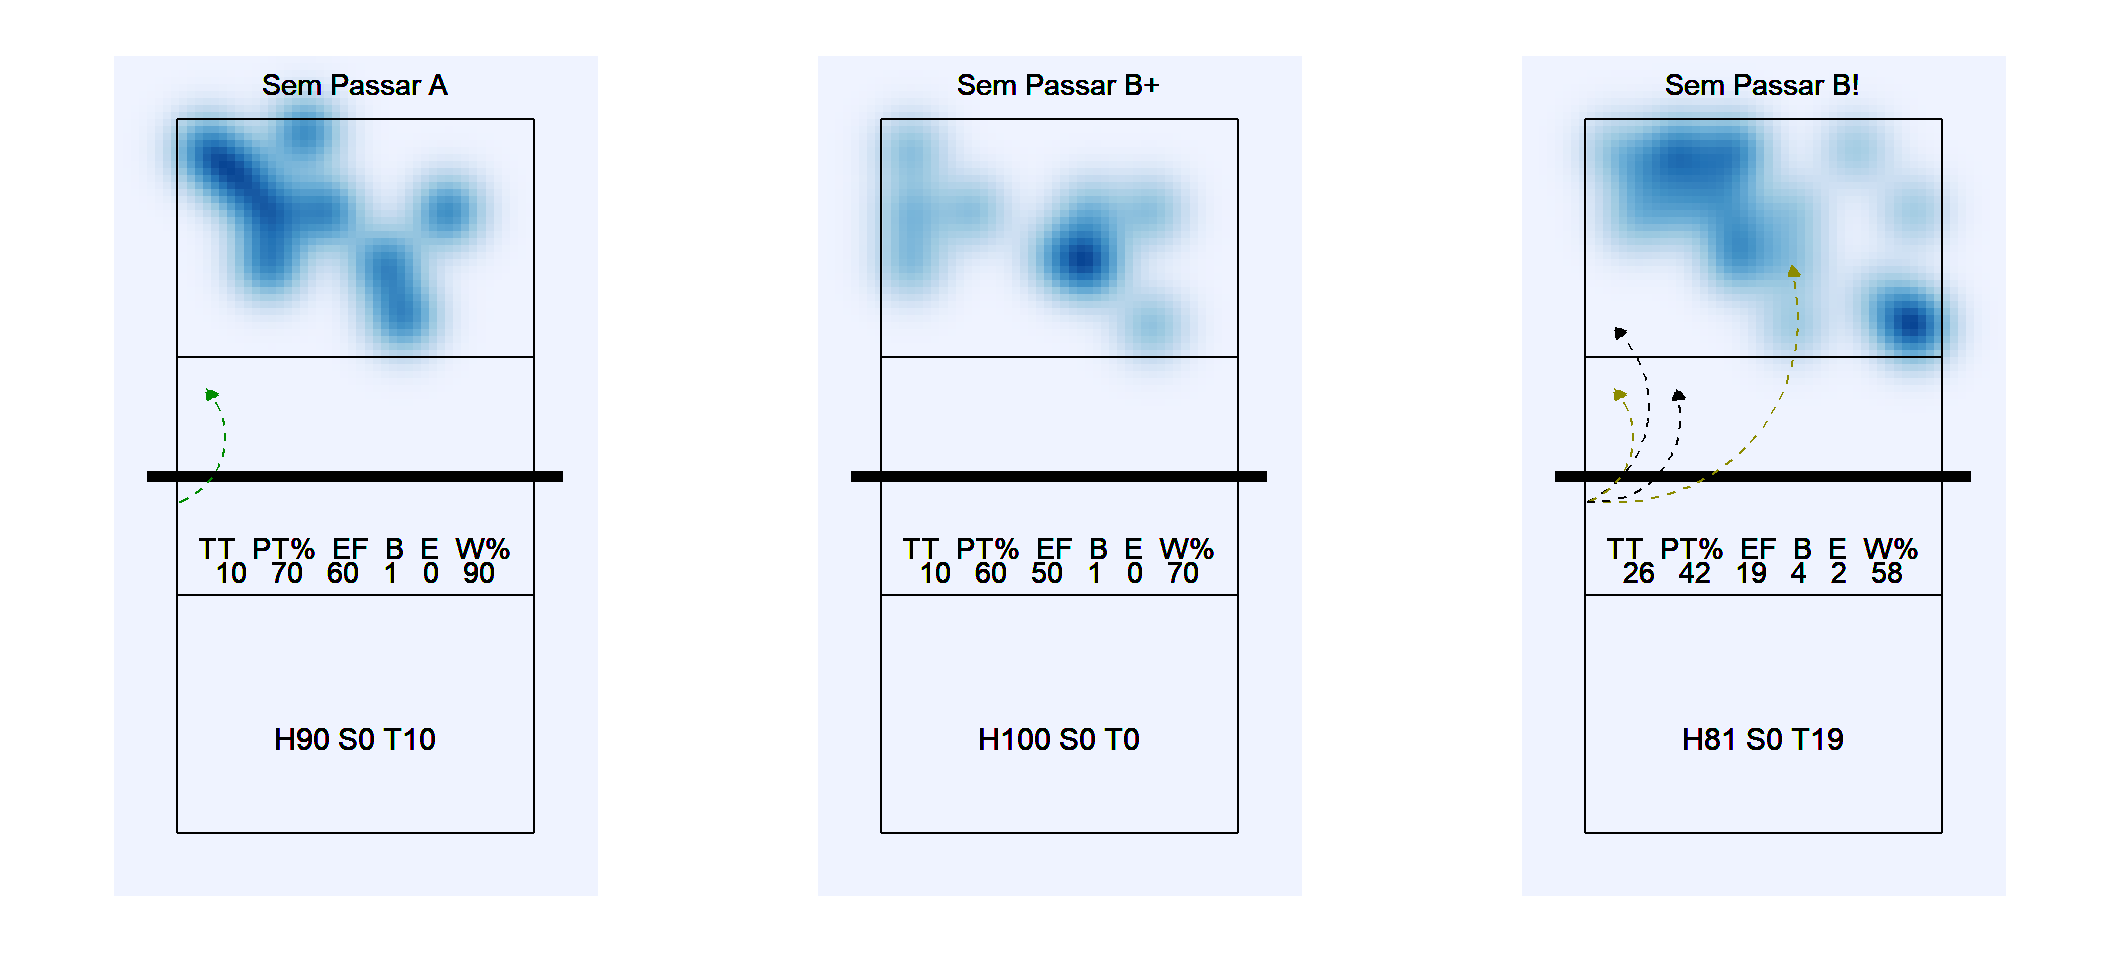 Sem Passar A
TT PT% EF B E W%
10 70 60 1 0 90
H90 S0 T10
Sem Passar B+
TT PT% EF B E W%
10 60 50 1 0 70
H100 S0 T0
Sem Passar B!
TT PT% EF B E W%
26 42 19 4 2 58
H81 S0 T19